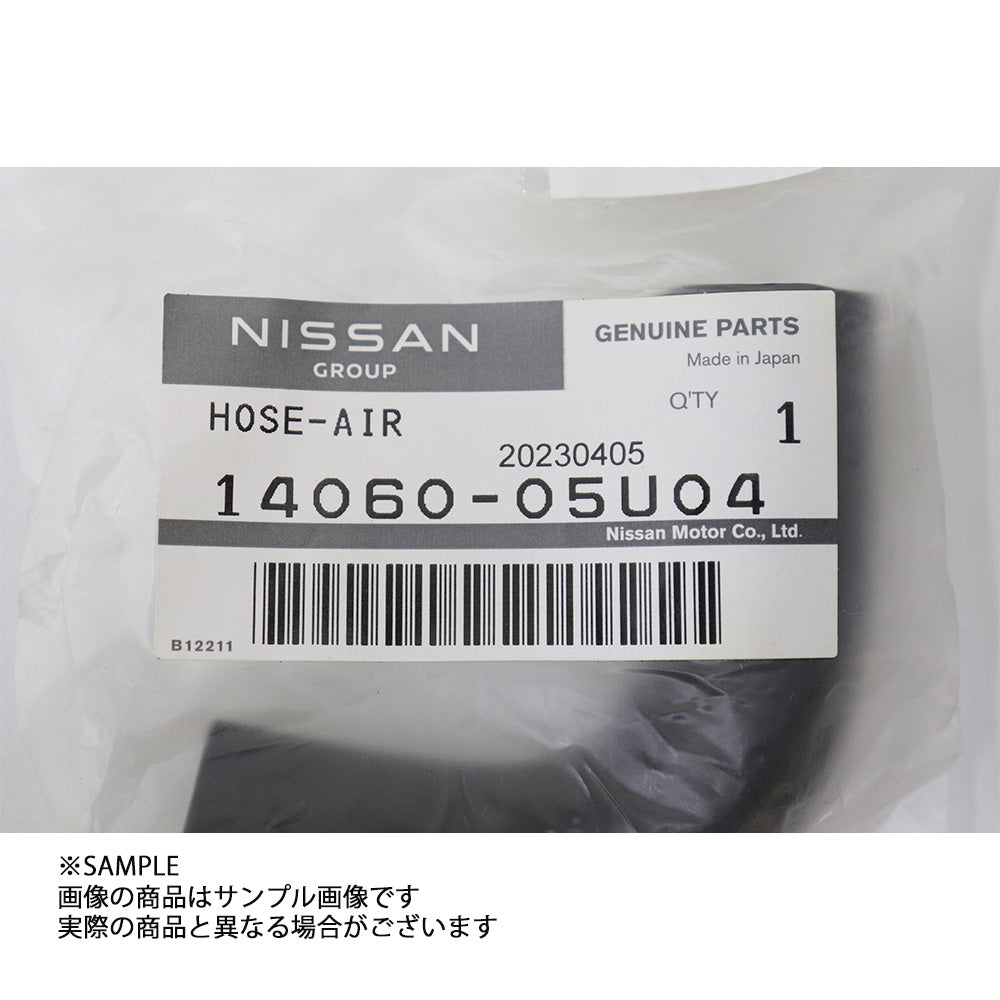 NISSAN
GROUP
GENUINE PARTS
Made in Japan
HOSE-AIR
Q'TY 1
20230405
14060-05U04
Nissan Motor Co., Ltd.
B12211
※SAMPLE
画像の商品はサンプル画像です
実際の商品と異なる場合がございます